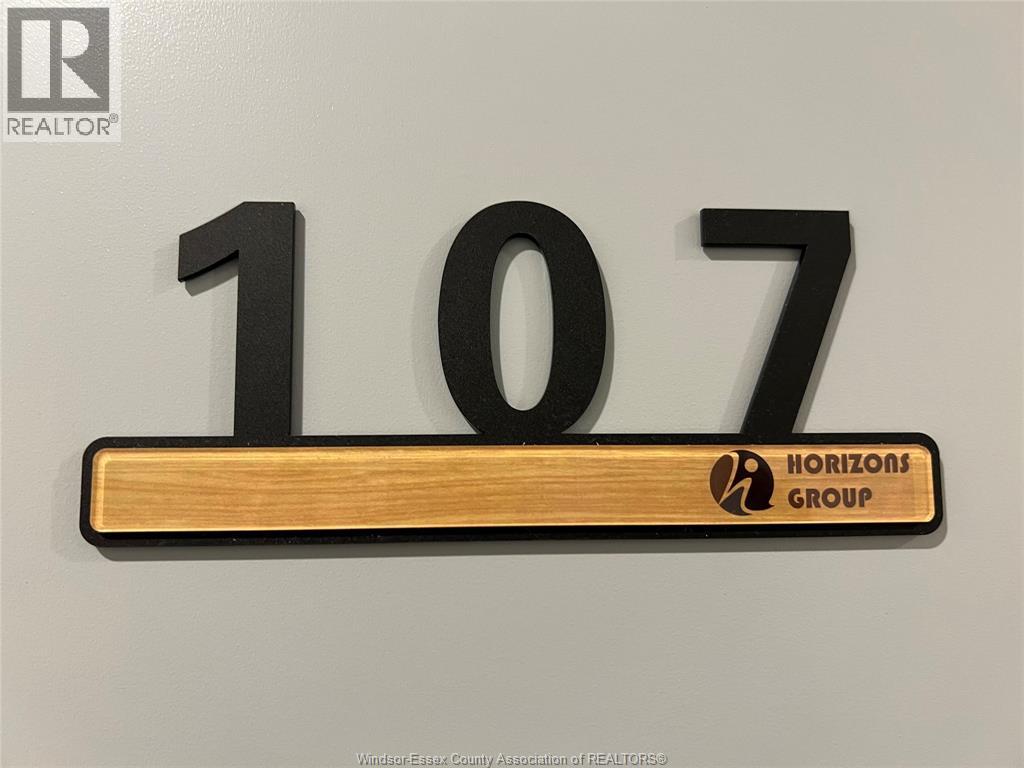 R
REALTOR®
107
HORIZONS
GROUP
Windsor-Essex County Association of REALTORS®